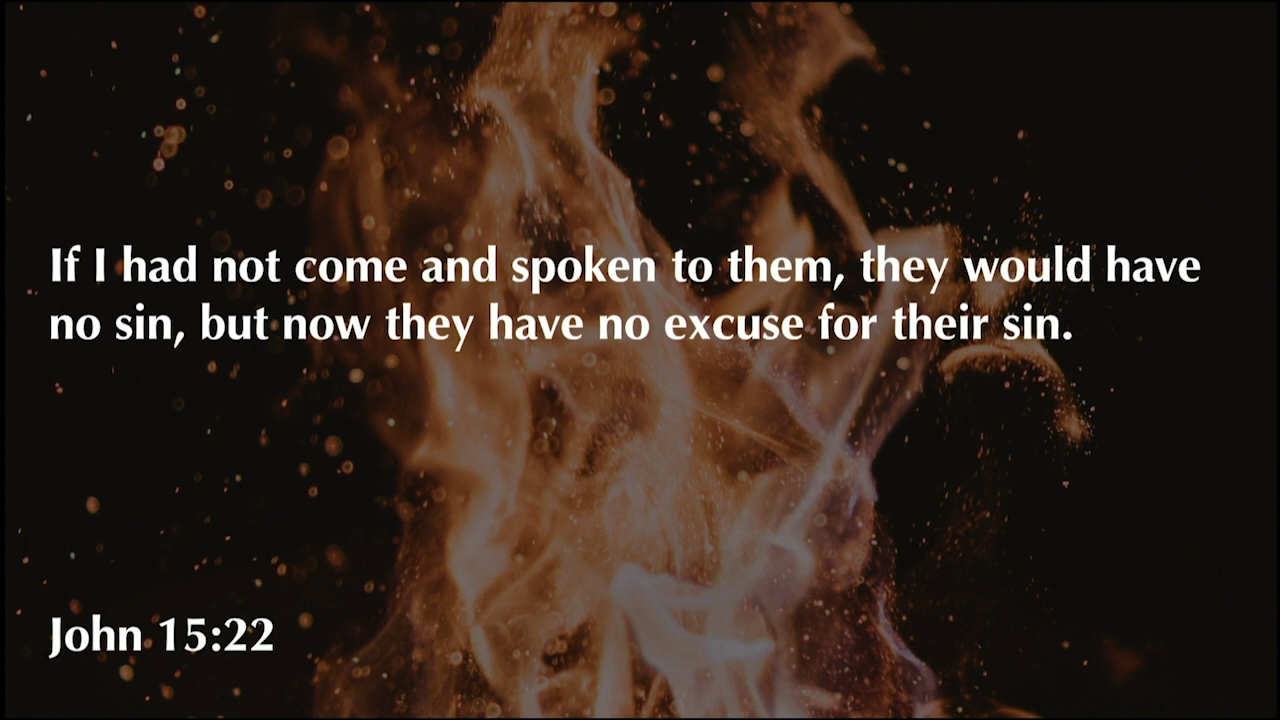 If I had not come and spoken to them, they would have
no sin, but now they have no excuse for their sin.
John 15:22